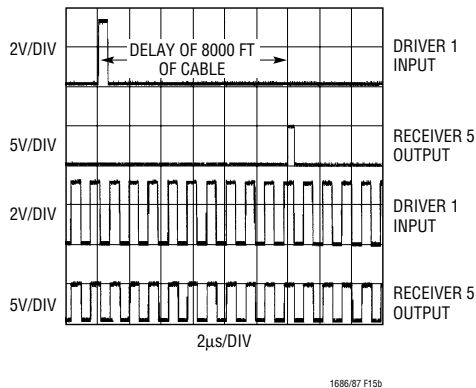 2V/DIV
DELAY OF 8000 FT
OF CABLE
DRIVER 1
INPUT
5V/DIV
RECEIVER 5
OUTPUT
2V/DIV
DRIVER 1
INPUT
5V/DIV
RECEIVER 5
OUTPUT
2µs/DIV
1686/87 F15b